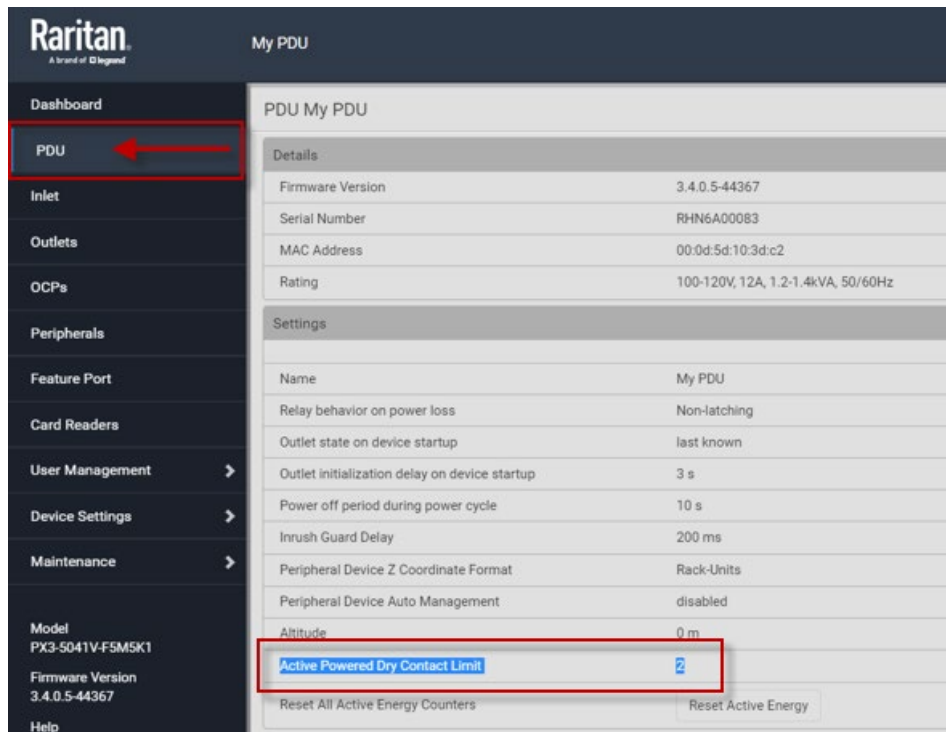 Raritan.
A brand of legrand
My PDU
Dashboard
PDU
Inlet
Outlets
OCPs
Peripherals
Feature Port
Card Readers
User Management
Device Settings
Maintenance
Model
PX3-5041V-F5M5K1
Firmware Version
3.4.0.5-44367
Help
PDU My PDU
Details
Firmware Version 3.4.0.5-44367
Serial Number RHN6A00083
MAC Address 00:0d:5d:10:3d:c2
Rating 100-120V, 12A, 1.2-1.4kVA, 50/60Hz
Settings
Name My PDU
Relay behavior on power loss Non-latching
Outlet state on device startup last known
Outlet initialization delay on device startup 3 s
Power off period during power cycle 10 s
Inrush Guard Delay 200 ms
Peripheral Device Z Coordinate Format Rack-Units
Peripheral Device Auto Management disabled
Altitude 0 m
Active Powered Dry Contact Limit 2
Reset All Active Energy Counters Reset Active Energy